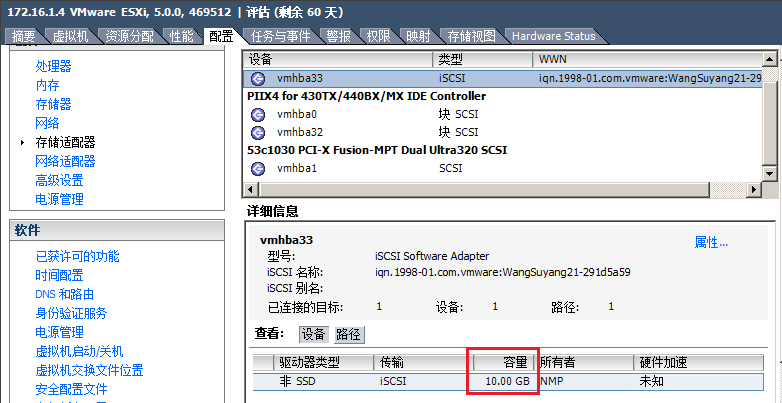 172.16.1.4 VMware ESXi, 5.0.0, 469512 | 评估 (剩余 60 天)
摘要 虚拟机 资源分配 性能 配置 任务与事件 警报 权限 映射 存储视图 Hardware Status
处理器
内存
存储器
网络
存储适配器
网络适配器
高级设置
电源管理
软件
已获许可的功能
时间配置
DNS 和路由
身份验证服务
电源管理
虚拟机启动/关机
虚拟机交换文件位置
安全配置文件
设备 类型 WWN
vmhba33 iSCSI iqn.1998-01.com.vmware:WangSuyang21-291
PIIX4 for 430TX/440BX/MX IDE Controller
vmhba0 块 SCSI
vmhba32 块 SCSI
53c1030 PCI-X Fusion-MPT Dual Ultra320 SCSI
vmhba1 SCSI
详细信息
vmhba33 属性...
型号: iSCSI Software Adapter
iSCSI 名称: iqn.1998-01.com.vmware:WangSuyang21-291d5a59
iSCSI 别名:
已连接的目标: 1 设备: 1 路径: 1
查看: 设备 路径
驱动器类型 传输 容量 所有者 硬件加速
非 SSD iSCSI 10.00 GB NMP 未知